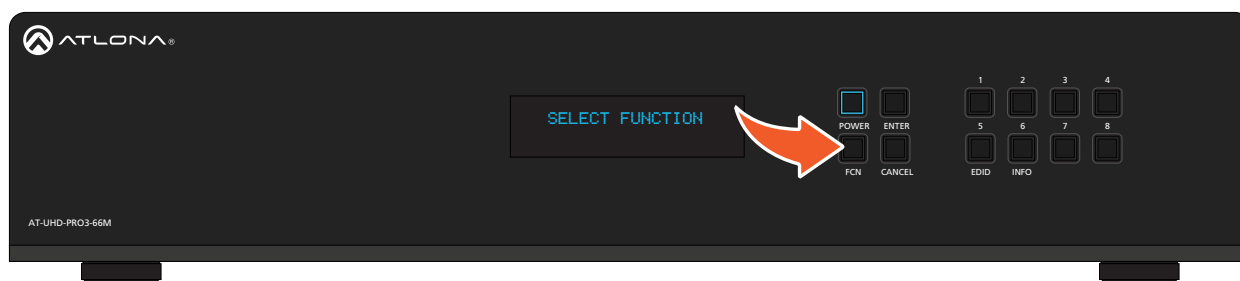 ATLONA®
SELECT FUNCTION
1 2 3 4
POWER ENTER
5 6 7 8
FCN CANCEL
EDID INFO
AT-UHD-PRO3-66M